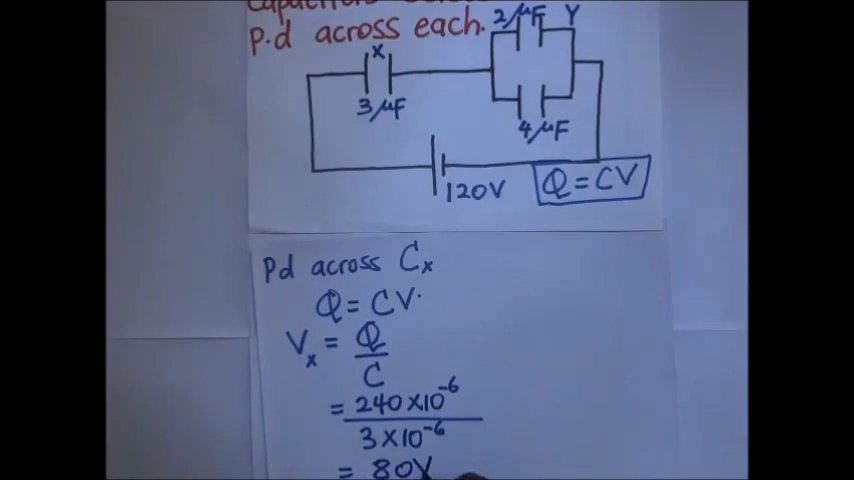 P.d across each.
2μF Y
X
3μF
4μF
120V
Q = CV
Pd across Cx
Q = CV.
Vx = Q
C
= 240 x 10⁻⁶
3 x 10⁻⁶
= 80V